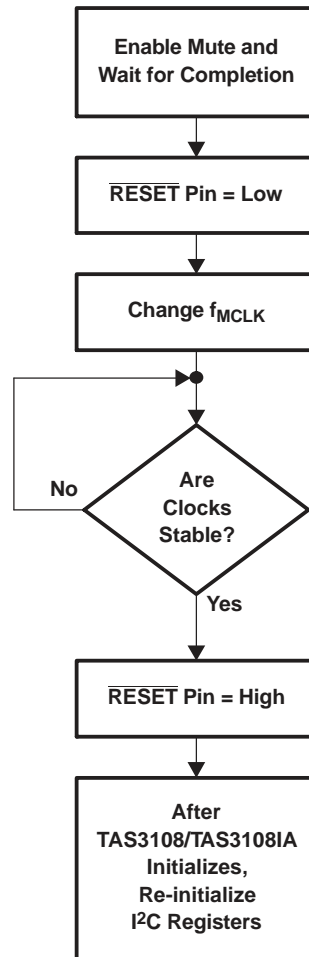 Enable Mute and
Wait for Completion
RESET Pin = Low
Change fMCLK
Are
Clocks
Stable?
No
Yes
RESET Pin = High
After
TAS3108/TAS3108IA
Initializes,
Re-initialize
I2C Registers